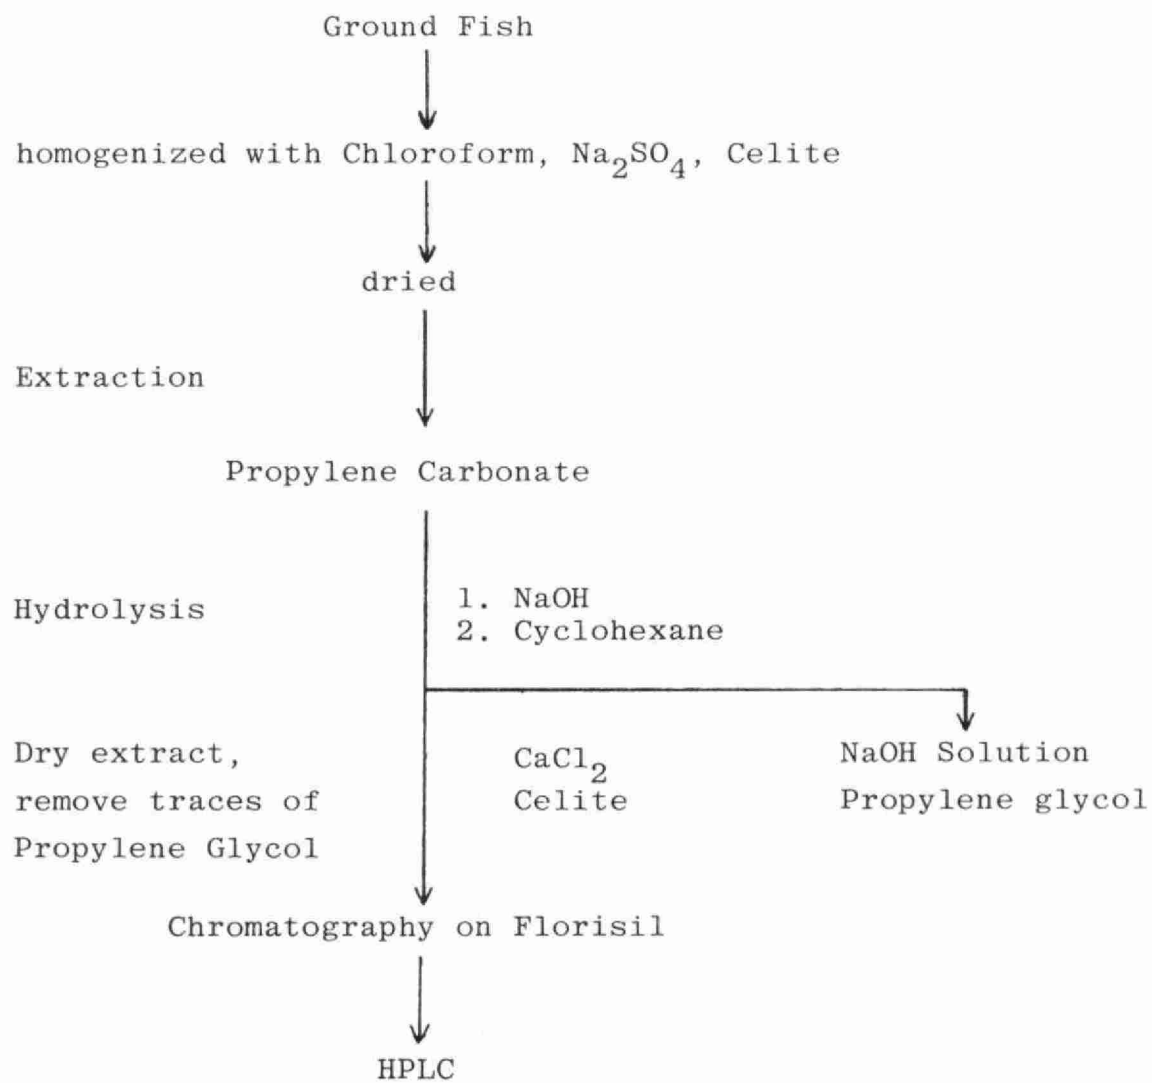 Ground Fish
homogenized with Chloroform, Na2SO4, Celite
dried
Extraction
Propylene Carbonate
Hydrolysis
1. NaOH
2. Cyclohexane
Dry extract,
remove traces of
Propylene Glycol
CaCl2
Celite
NaOH Solution
Propylene glycol
Chromatography on Florisil
HPLC